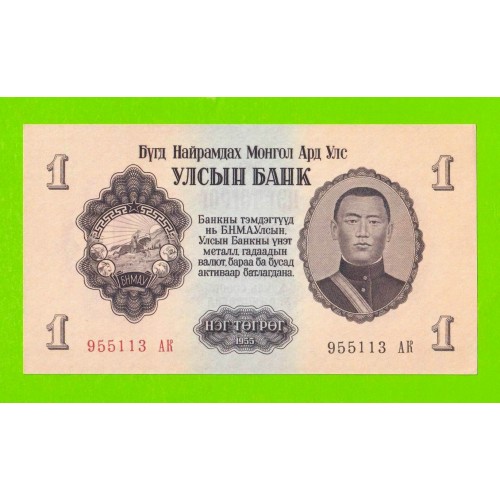 Бүгд Найрамдах Монгол Ард Улс
1 УЛСЫН БАНК 1
Банкны тэмдэгтүүд
нь Б.Н.М.А.Улсын,
Улсын Банкны үнэт
металл, гадаадын
валют, бараа ба бусад
активаар батлагдана.
БНМАУ
1 НЭГ ТӨГРӨГ 1
1955
955113 АК 955113 АК